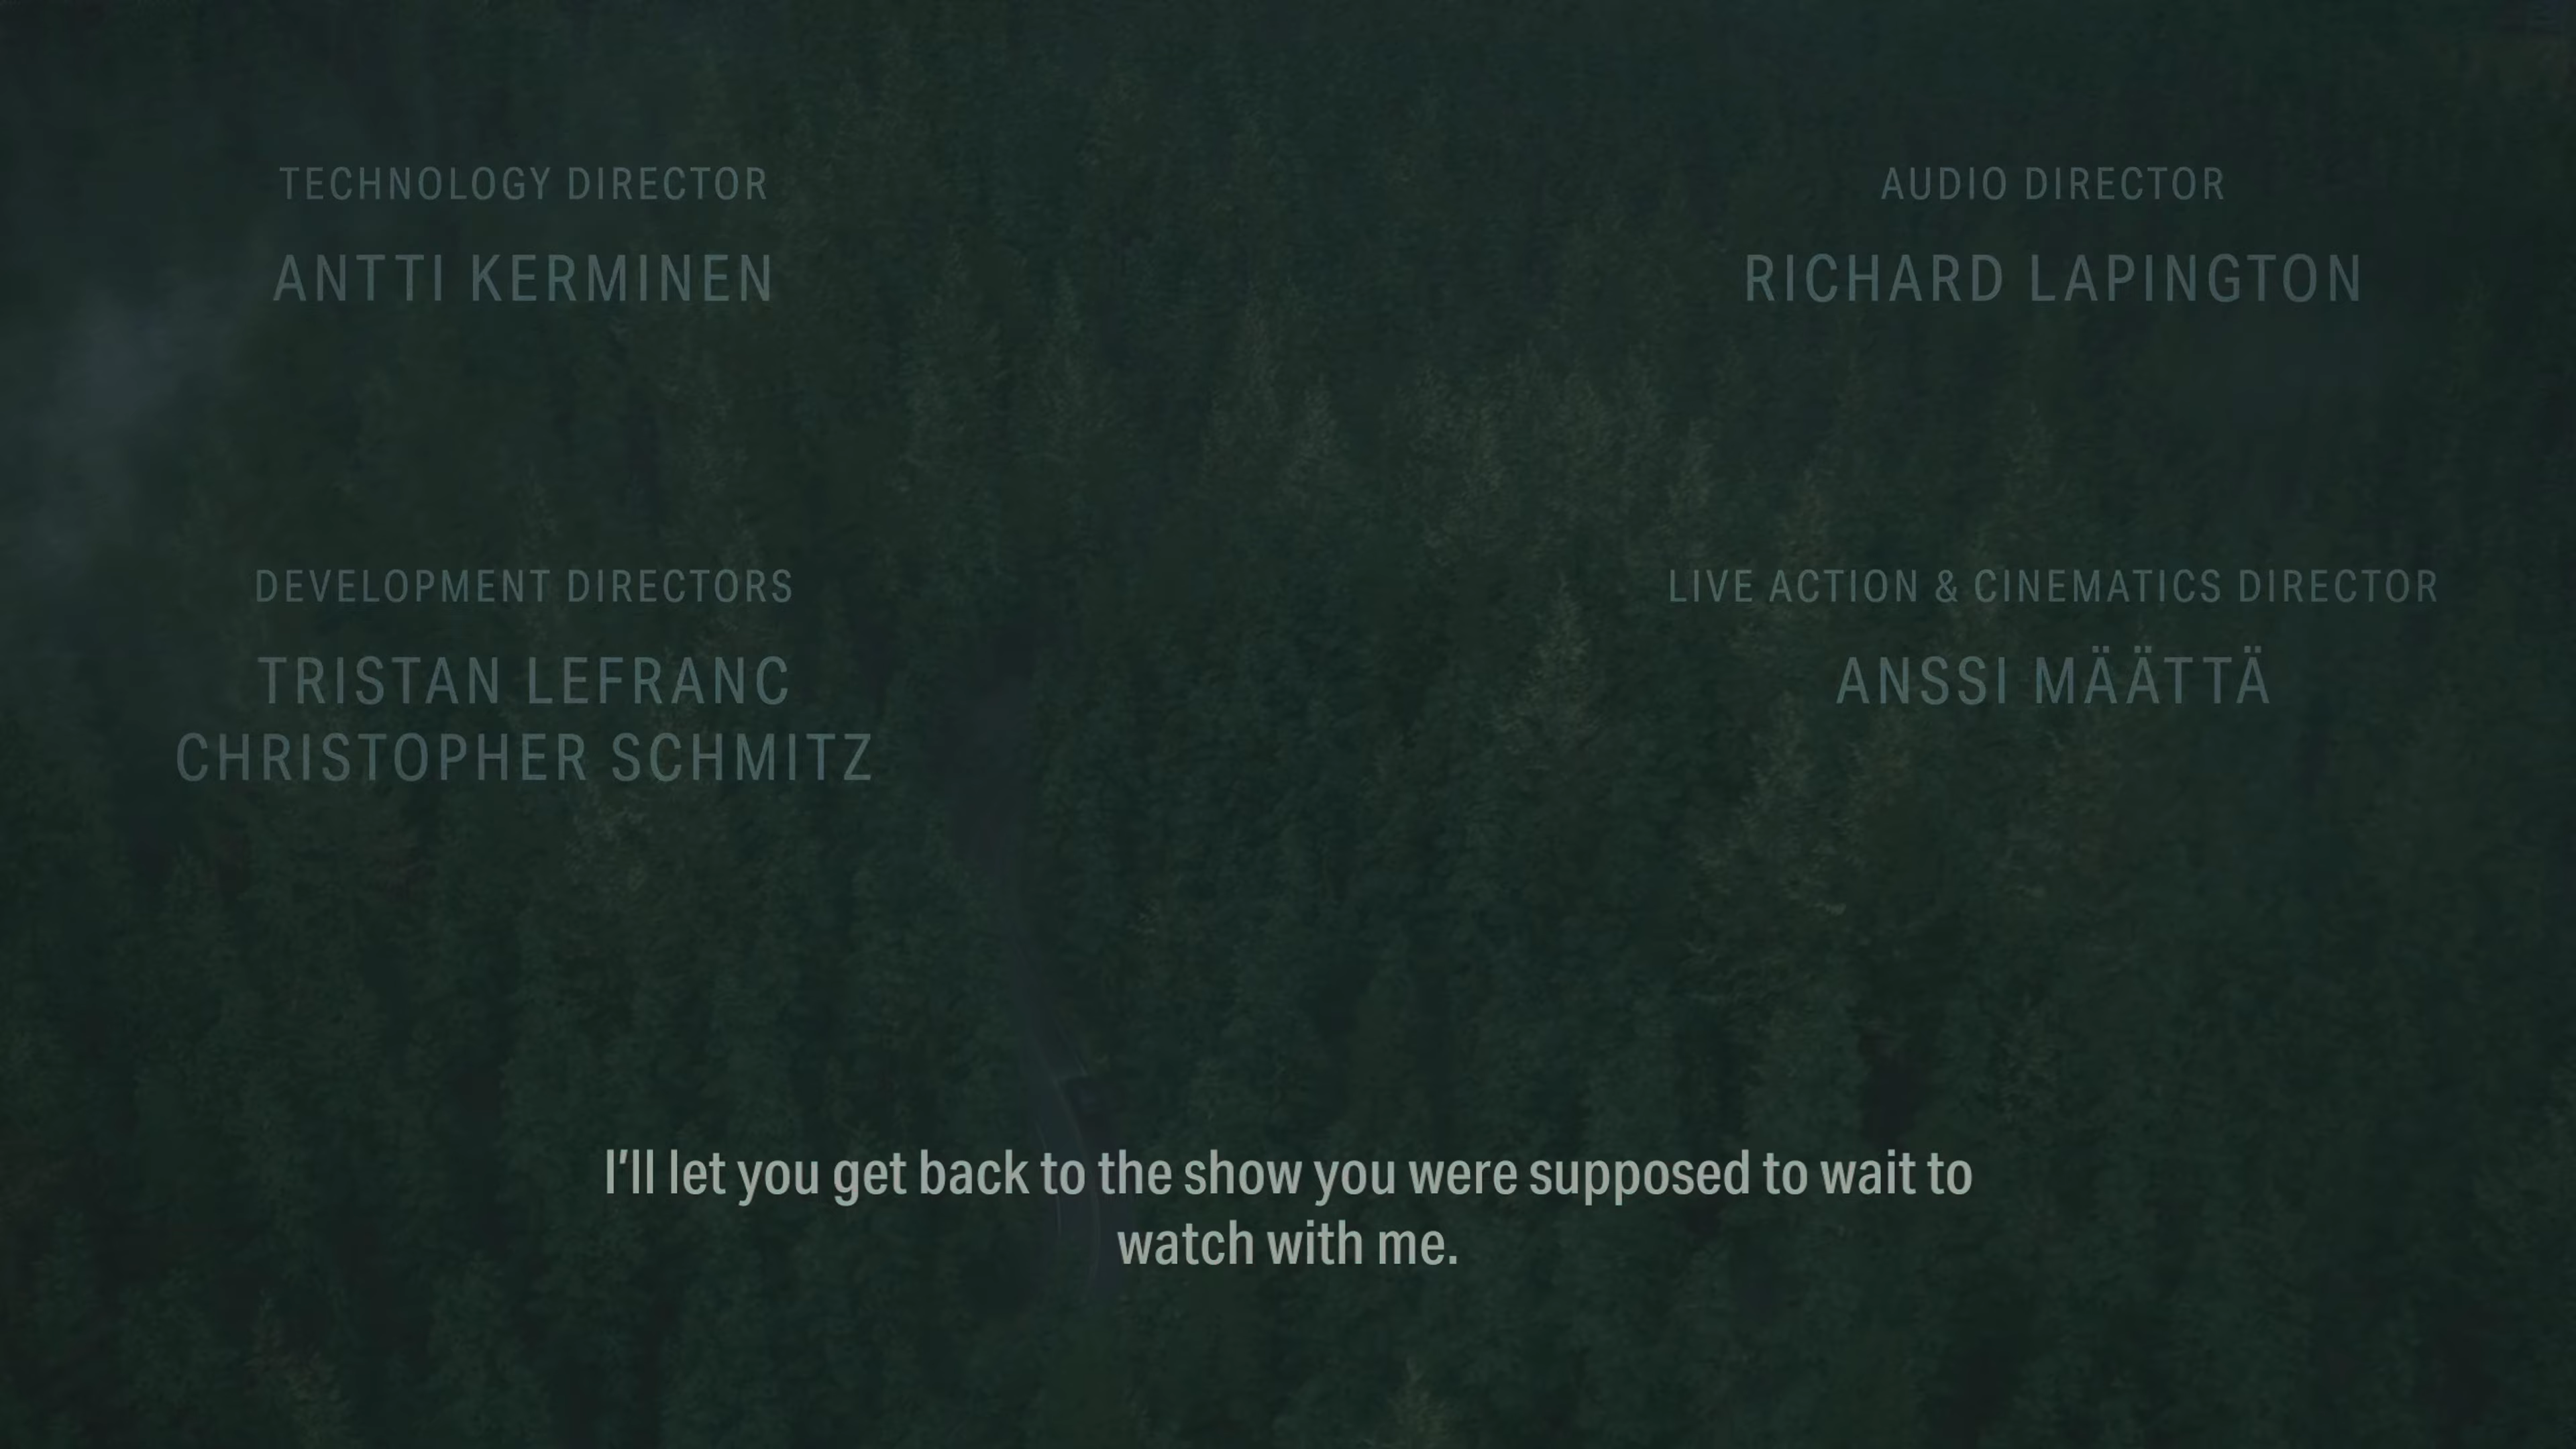 TECHNOLOGY DIRECTOR
ANTTI KERMINEN
AUDIO DIRECTOR
RICHARD LAPINGTON
DEVELOPMENT DIRECTORS
TRISTAN LEFRANC
CHRISTOPHER SCHMITZ
LIVE ACTION & CINEMATICS DIRECTOR
ANSSI MÄÄTTÄ
I'll let you get back to the show you were supposed to wait to
watch with me.